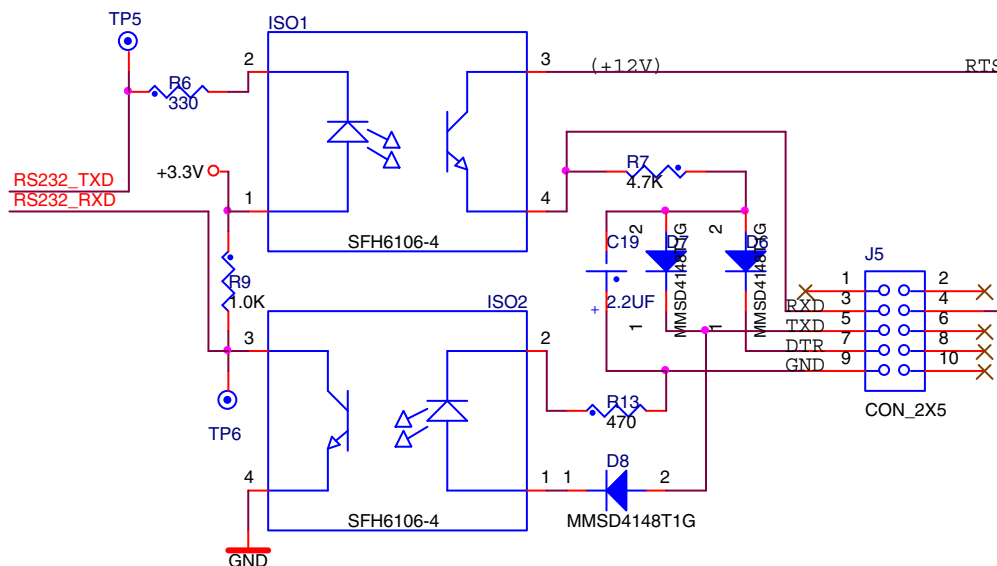 TP5
ISO1
2
3
(+12V)
RTS
R6
330
+3.3V
RS232_TXD
RS232_RXD
1
4
R7
4.7K
SFH6106-4
R9
1.0K
C19
2.2UF
+
2
1
D7
MMSD4148T1G
2
1
D6
MMSD4148T1G
J5
1
2
RXD
3
4
TXD
5
6
DTR
7
8
GND
9
10
CON_2X5
ISO2
3
2
TP6
R13
470
4
1
1
D8
2
SFH6106-4
MMSD4148T1G
GND